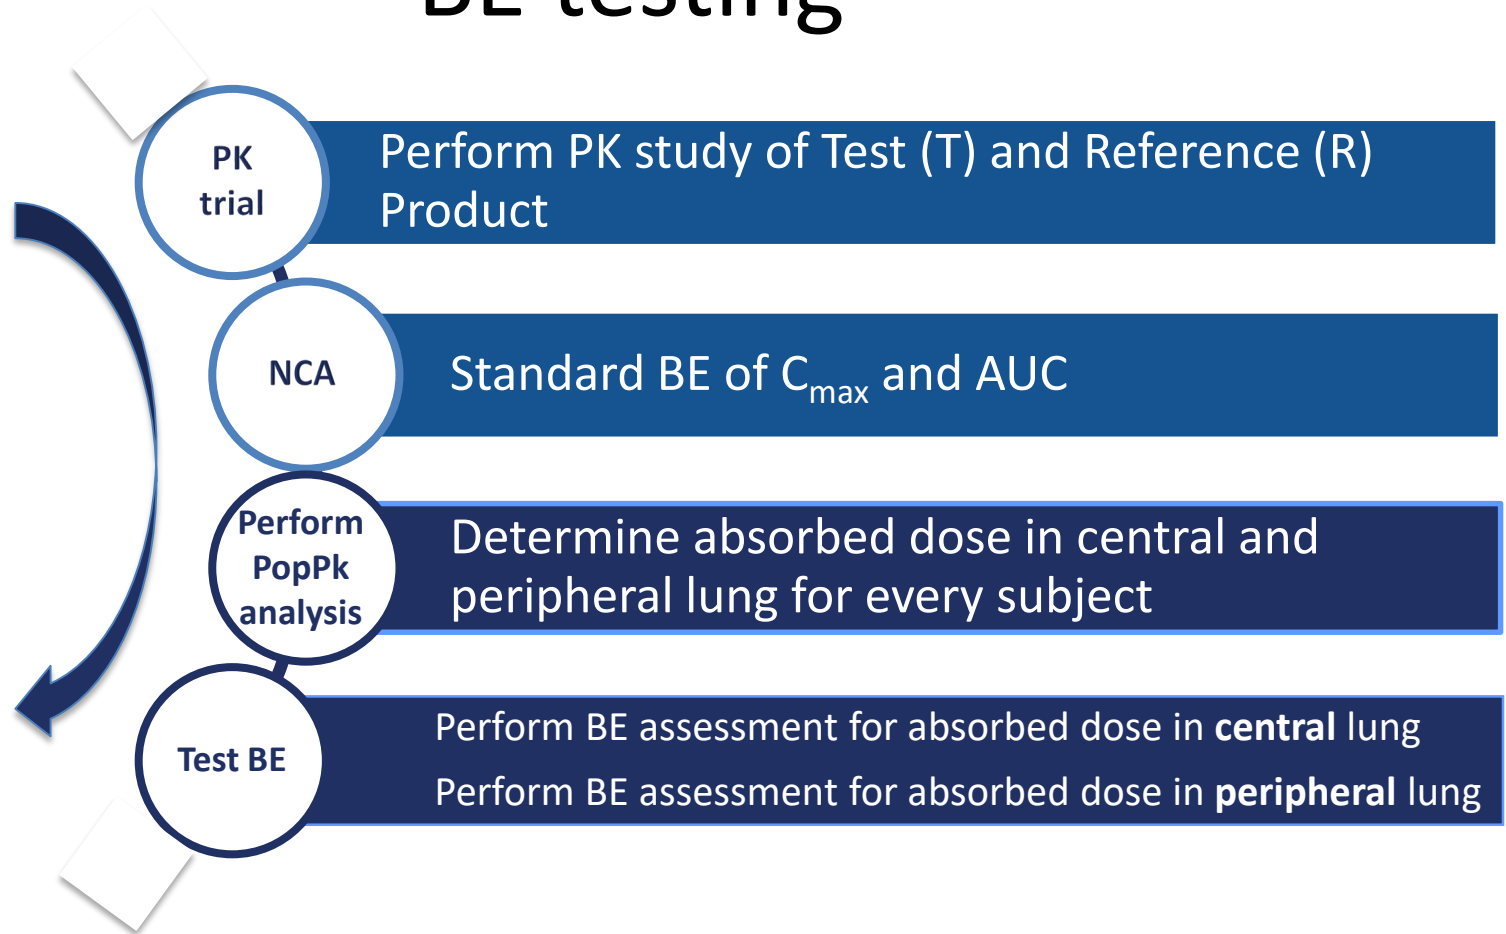 BE testing
PK
trial
Perform PK study of Test (T) and Reference (R)
Product
NCA
Standard BE of Cmax and AUC
Perform
PopPk
analysis
Determine absorbed dose in central and
peripheral lung for every subject
Test BE
Perform BE assessment for absorbed dose in central lung
Perform BE assessment for absorbed dose in peripheral lung